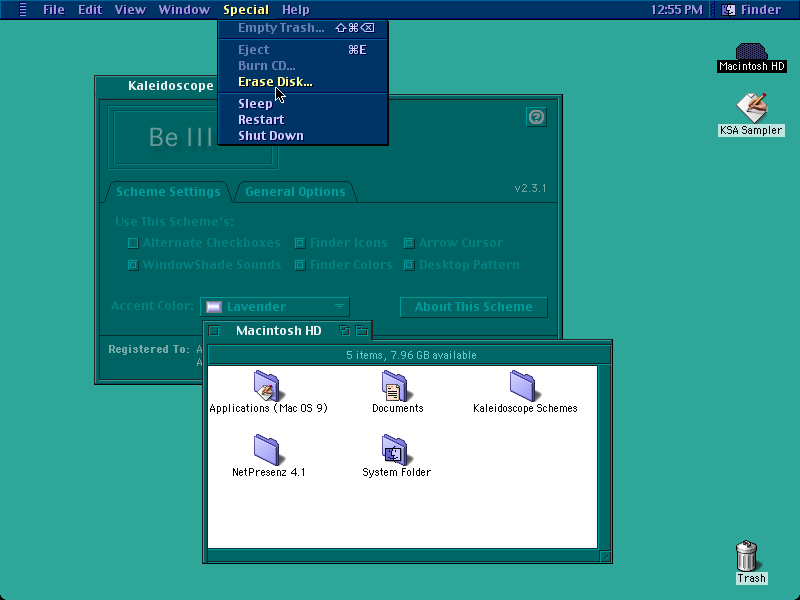 File Edit View Window Special Help 12:55 PM Finder
Empty Trash... ⇧⌘⌫
Eject ⌘E
Burn CD...
Erase Disk...
Sleep
Restart
Shut Down
Macintosh HD
KSA Sampler
Kaleidoscope
Be III
v2.3.1
Scheme Settings General Options
Use This Scheme's:
Alternate Checkboxes Finder Icons Arrow Cursor
WindowShade Sounds Finder Colors Desktop Pattern
Accent Color: Lavender About This Scheme
Registered To: A
A
Macintosh HD
5 items, 7.96 GB available
Applications (Mac OS 9) Documents Kaleidoscope Schemes
NetPresenz 4.1 System Folder
Trash